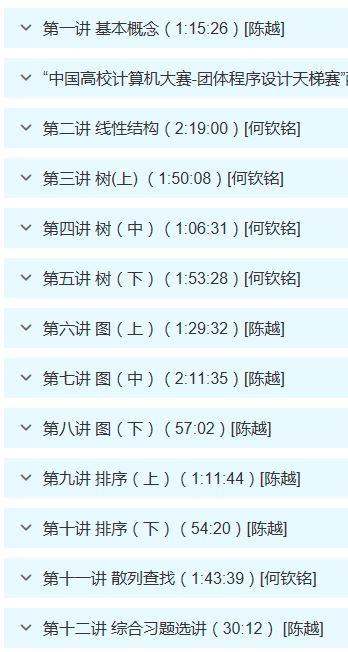 第一讲 基本概念（1:15:26）[陈越]
“中国高校计算机大赛-团体程序设计天梯赛”
第二讲 线性结构（2:19:00）[何钦铭]
第三讲 树(上) （1:50:08）[何钦铭]
第四讲 树（中）（1:06:31）[何钦铭]
第五讲 树（下）（1:53:28）[何钦铭]
第六讲 图（上）（1:29:32）[陈越]
第七讲 图（中）（2:11:35）[陈越]
第八讲 图（下）（57:02）[陈越]
第九讲 排序（上）（1:11:44）[陈越]
第十讲 排序（下）（54:20）[陈越]
第十一讲 散列查找（1:43:39）[何钦铭]
第十二讲 综合习题选讲（30:12） [陈越]